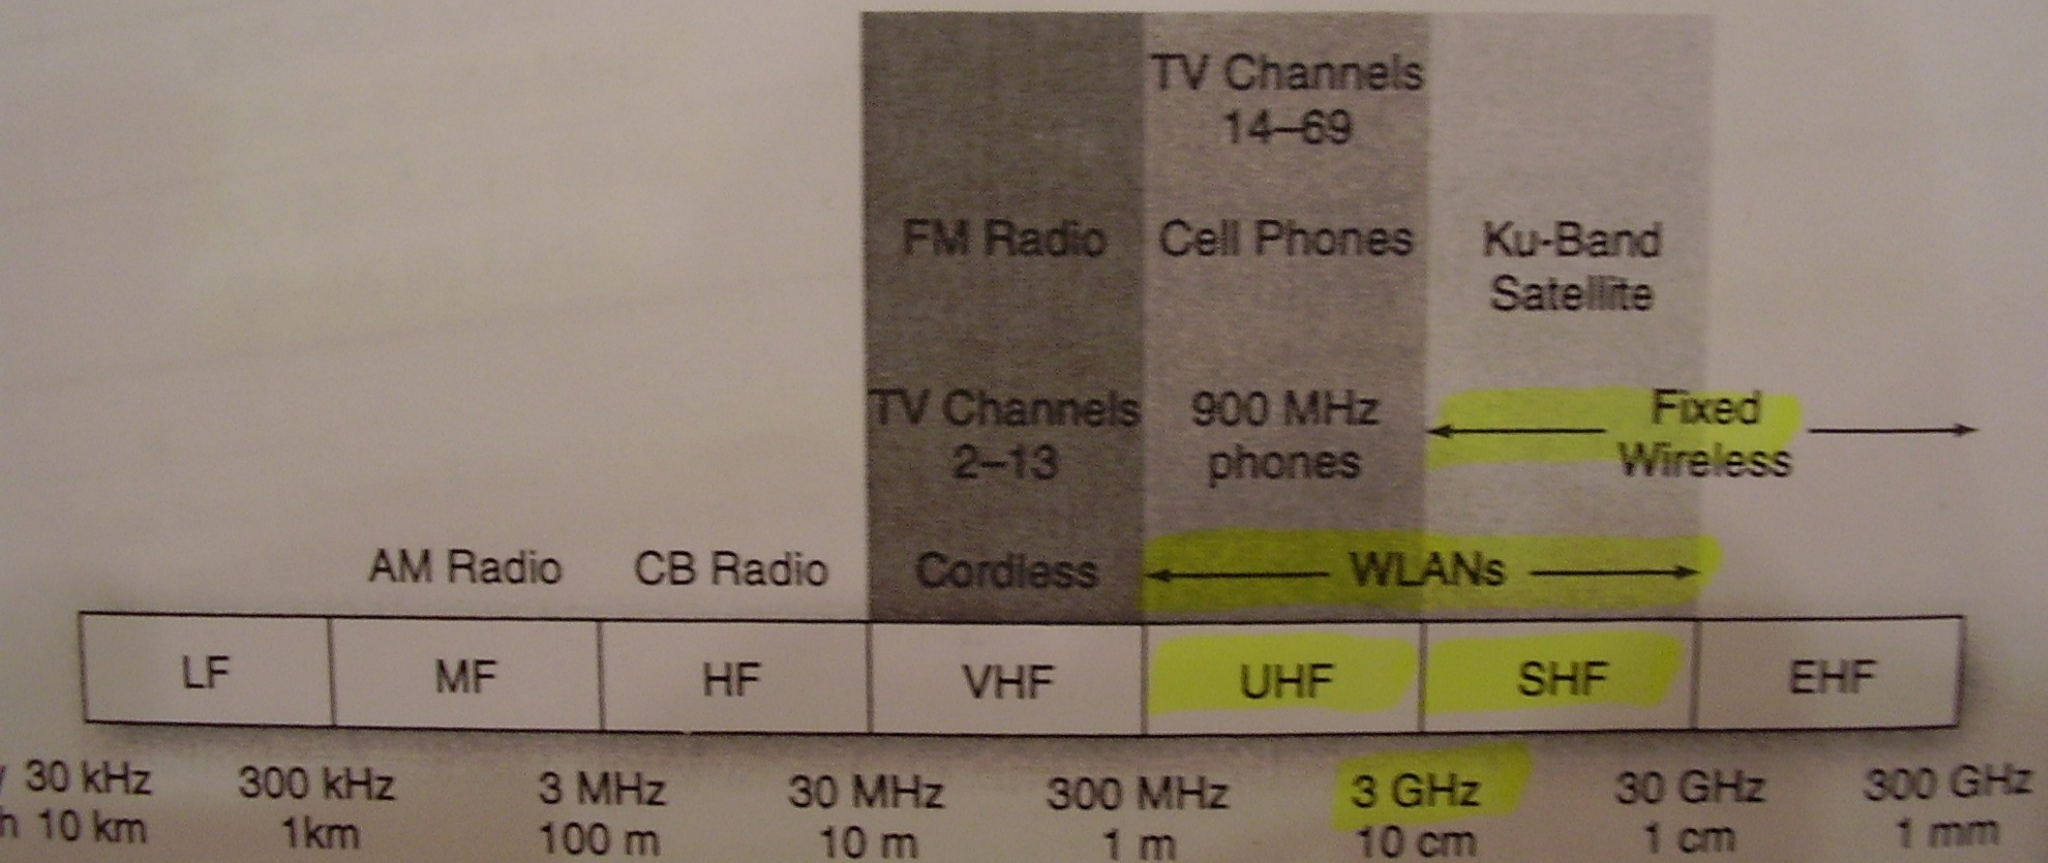 TV Channels
14–69
FM Radio Cell Phones Ku-Band
Satellite
TV Channels 900 MHz Fixed
2–13 phones Wireless
AM Radio CB Radio Cordless WLANs
LF MF HF VHF UHF SHF EHF
30 kHz 300 kHz 3 MHz 30 MHz 300 MHz 3 GHz 30 GHz 300 GHz
10 km 1km 100 m 10 m 1 m 10 cm 1 cm 1 mm